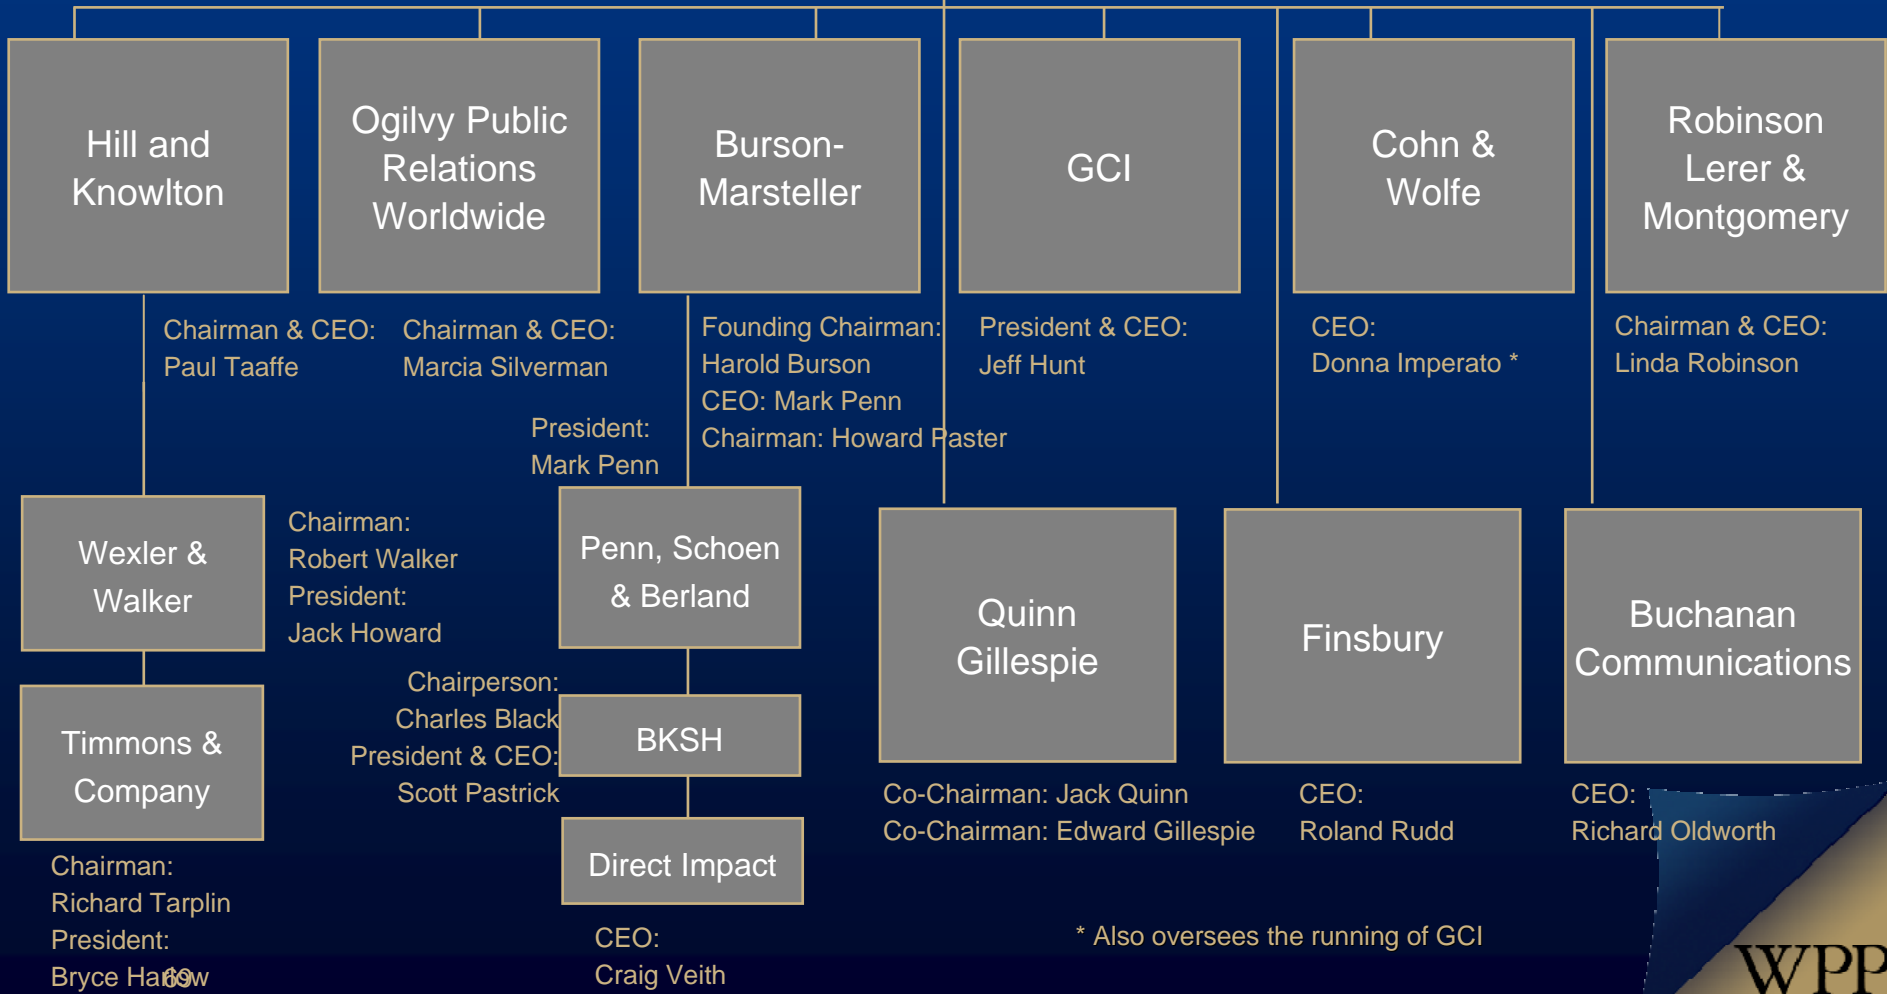 Hill and
Knowlton
Ogilvy Public
Relations
Worldwide
Burson-
Marsteller
GCI
Cohn &
Wolfe
Robinson
Lerer &
Montgomery
Chairman & CEO:
Paul Taaffe
Chairman & CEO:
Marcia Silverman
Founding Chairman:
Harold Burson
CEO: Mark Penn
Chairman: Howard Paster
President & CEO:
Jeff Hunt
CEO:
Donna Imperato *
Chairman & CEO:
Linda Robinson
President:
Mark Penn
Wexler &
Walker
Chairman:
Robert Walker
President:
Jack Howard
Penn, Schoen
& Berland
Quinn
Gillespie
Finsbury
Buchanan
Communications
Timmons &
Company
Chairperson:
Charles Black
President & CEO:
Scott Pastrick
BKSH
Direct Impact
Co-Chairman: Jack Quinn
Co-Chairman: Edward Gillespie
CEO:
Roland Rudd
CEO:
Richard Oldworth
Chairman:
Richard Tarplin
President:
Bryce Harlow
69
CEO:
Craig Veith
* Also oversees the running of GCI
WPP